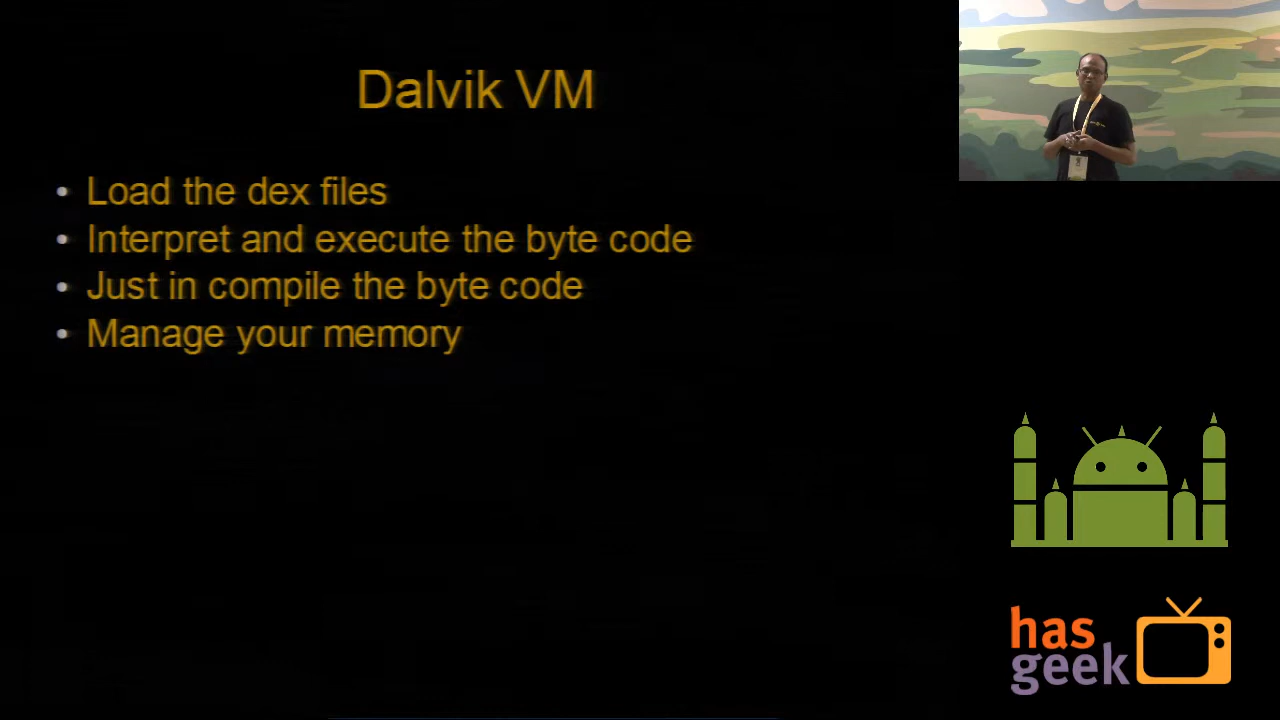 Dalvik VM
• Load the dex files
• Interpret and execute the byte code
• Just in compile the byte code
• Manage your memory
has
geek